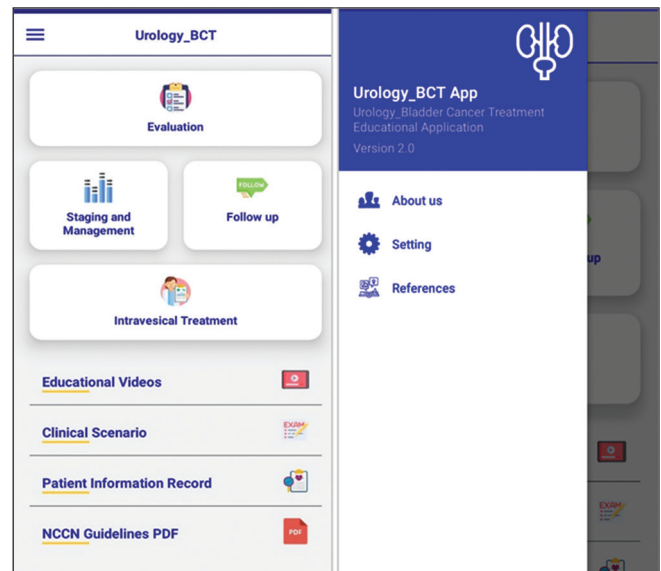 Urology_BCT
Evaluation
Staging and
Management
FOLLOW
Follow up
Intravesical Treatment
Educational Videos
Clinical Scenario
EXAM
Patient Information Record
NCCN Guidelines PDF
PDF
Urology_BCT App
Urology_Bladder Cancer Treatment
Educational Application
Version 2.0
About us
Setting
References
up
EXAM